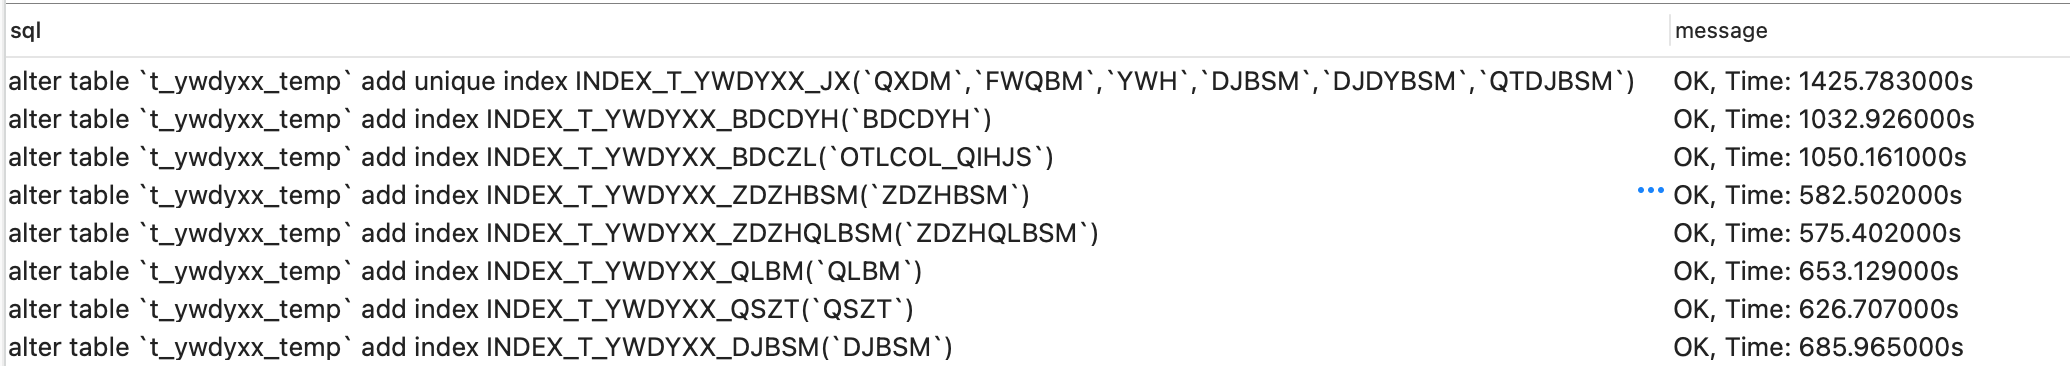 sql message
alter table `t_ywdyxx_temp` add unique index INDEX_T_YWDYXX_JX(`QXDM`,`FWQBM`,`YWH`,`DJBSM`,`DJDYBSM`,`QTDJBSM`) OK, Time: 1425.783000s
alter table `t_ywdyxx_temp` add index INDEX_T_YWDYXX_BDCDYH(`BDCDYH`) OK, Time: 1032.926000s
alter table `t_ywdyxx_temp` add index INDEX_T_YWDYXX_BDCZL(`OTLCOL_QIHJS`) OK, Time: 1050.161000s
alter table `t_ywdyxx_temp` add index INDEX_T_YWDYXX_ZDZHBSM(`ZDZHBSM`) ••• OK, Time: 582.502000s
alter table `t_ywdyxx_temp` add index INDEX_T_YWDYXX_ZDZHQLBSM(`ZDZHQLBSM`) OK, Time: 575.402000s
alter table `t_ywdyxx_temp` add index INDEX_T_YWDYXX_QLBM(`QLBM`) OK, Time: 653.129000s
alter table `t_ywdyxx_temp` add index INDEX_T_YWDYXX_QSZT(`QSZT`) OK, Time: 626.707000s
alter table `t_ywdyxx_temp` add index INDEX_T_YWDYXX_DJBSM(`DJBSM`) OK, Time: 685.965000s